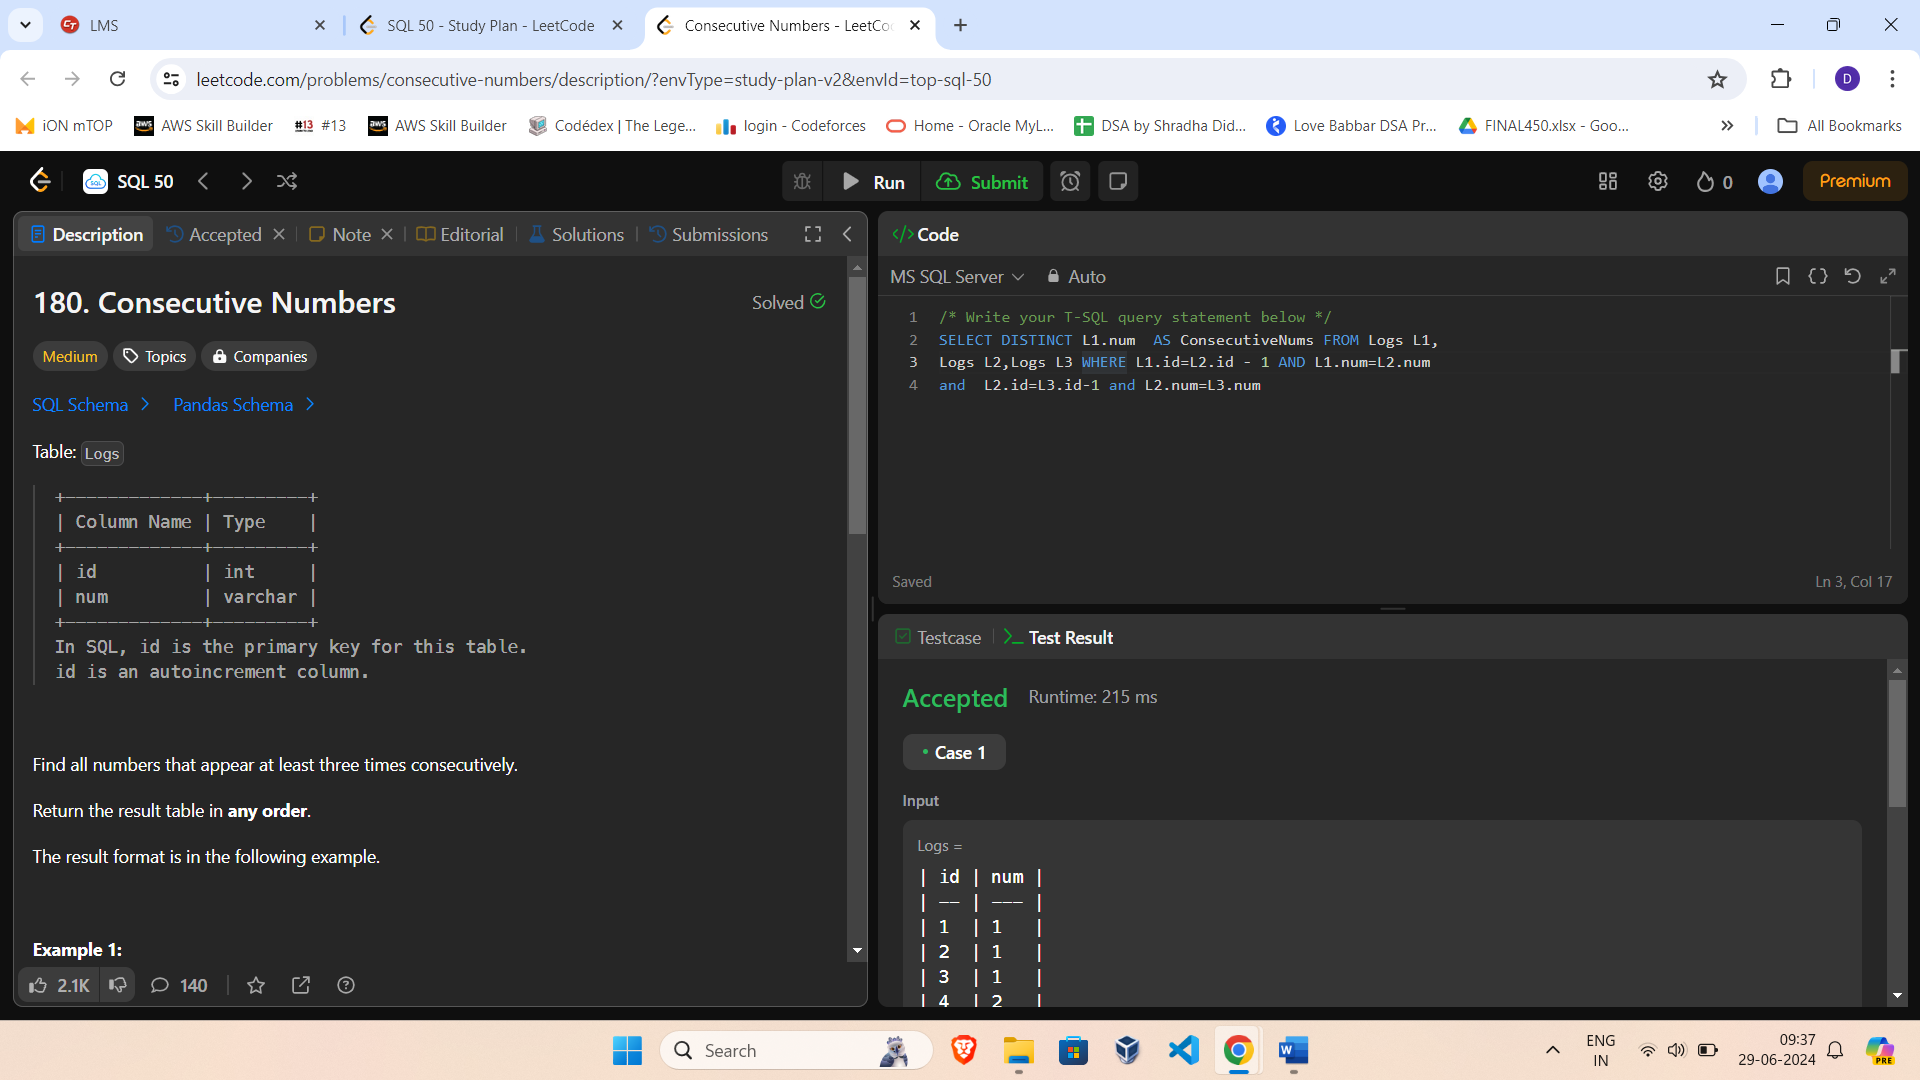 LMS
SQL 50 - Study Plan - LeetCode
Consecutive Numbers - LeetCo
leetcode.com/problems/consecutive-numbers/description/?envType=study-plan-v2&envId=top-sql-50
D
iON mTOP
aws AWS Skill Builder
#13 #13
aws AWS Skill Builder
Codédex | The Lege...
login - Codeforces
Home - Oracle MyL...
DSA by Shradha Did...
Love Babbar DSA Pr...
FINAL450.xlsx - Goo...
All Bookmarks
SQL 50
Run
Submit
0
Premium
Description
Accepted
Note
Editorial
Solutions
Submissions
180. Consecutive Numbers
Solved
Medium
Topics
Companies
SQL Schema
Pandas Schema
Table: Logs
+-------------+---------+
| Column Name | Type    |
+-------------+---------+
| id          | int     |
| num         | varchar |
+-------------+---------+
In SQL, id is the primary key for this table.
id is an autoincrement column.
Find all numbers that appear at least three times consecutively.
Return the result table in any order.
The result format is in the following example.
Example 1:
2.1K
140
</> Code
MS SQL Server
Auto
1 /* Write your T-SQL query statement below */
2 SELECT DISTINCT L1.num  AS ConsecutiveNums FROM Logs L1,
3 Logs L2,Logs L3 WHERE L1.id=L2.id - 1 AND L1.num=L2.num
4 and  L2.id=L3.id-1 and L2.num=L3.num
Saved
Ln 3, Col 17
Testcase
Test Result
Accepted
Runtime: 215 ms
Case 1
Input
Logs =
| id | num |
| -- | --- |
| 1  | 1   |
| 2  | 1   |
| 3  | 1   |
| 4  | 2   |
Search
ENG
IN
09:37
29-06-2024
PRE